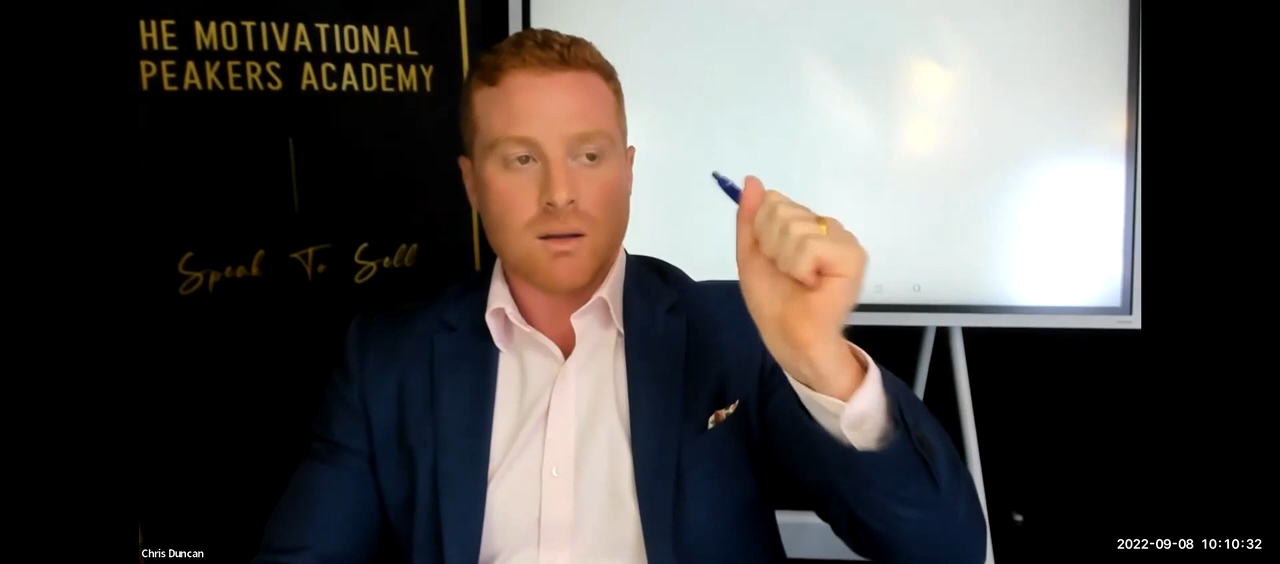 HE MOTIVATIONAL
PEAKERS ACADEMY
Speak To Sell
Chris Duncan
2022-09-08 10:10:32